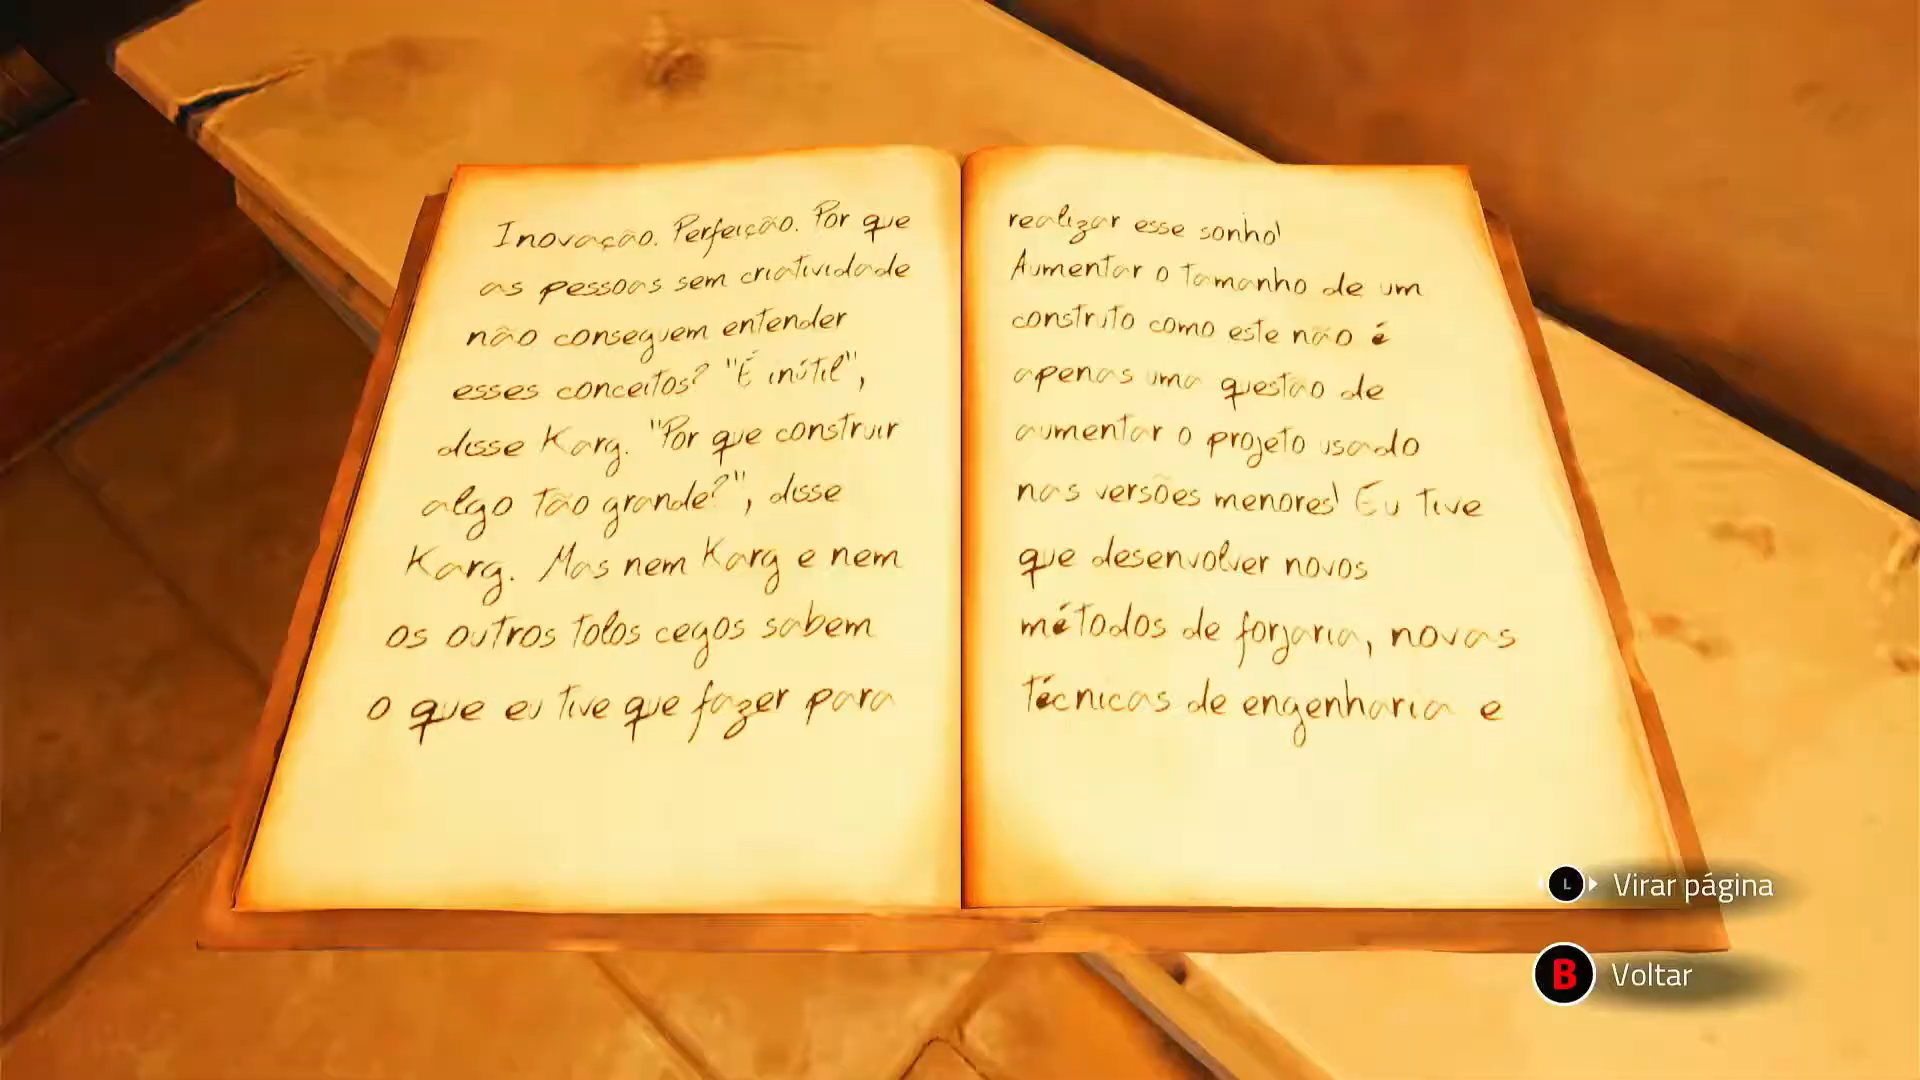 Inovação. Perfeição. Por que
as pessoas sem criatividade
não conseguem entender
esses conceitos? "É inútil",
disse Karg. "Por que construir
algo tão grande?", disse
Karg. Mas nem Karg e nem
os outros tolos cegos sabem
o que eu tive que fazer para
realizar esse sonho!
Aumentar o tamanho de um
construto como este não é
apenas uma questão de
aumentar o projeto usado
nas versões menores! Eu tive
que desenvolver novos
métodos de forjaria, novas
técnicas de engenharia e
L Virar página
B Voltar